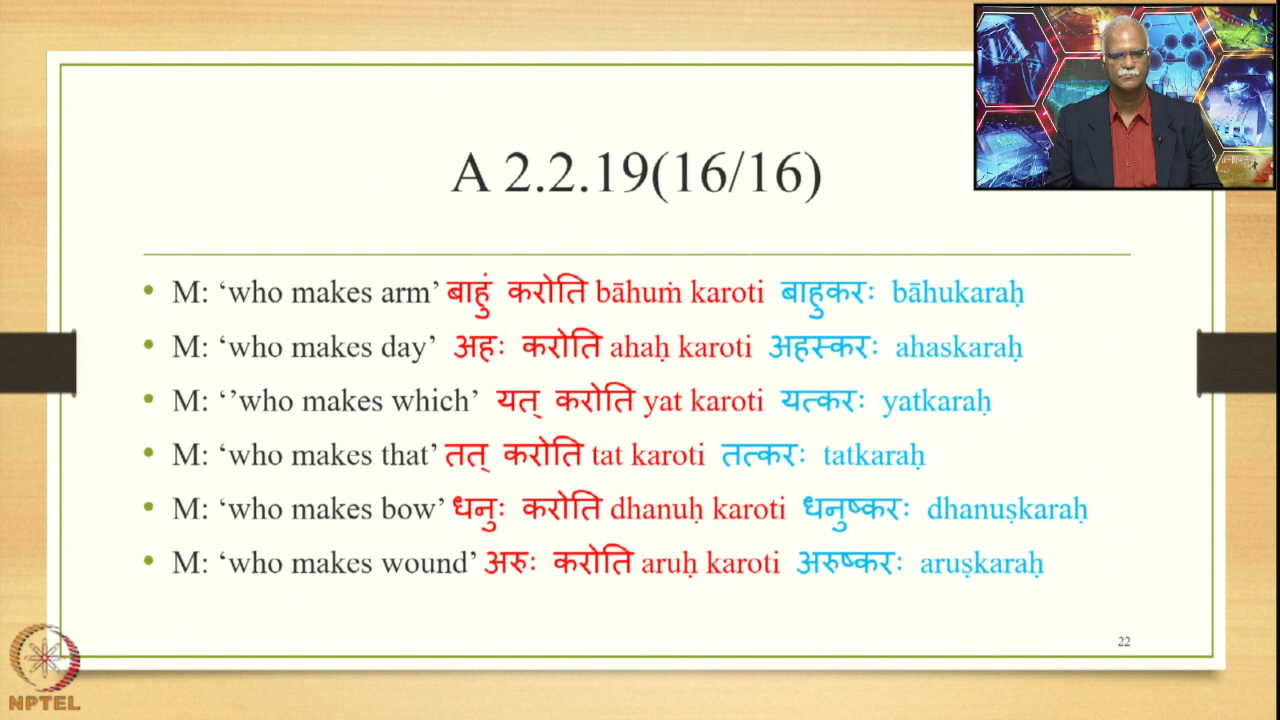 A 2.2.19(16/16)
• M: ‘who makes arm’ बाहुं करोति bāhuṁ karoti बाहुकरः bāhukaraḥ
• M: ‘who makes day’ अहः करोति ahaḥ karoti अहस्करः ahaskaraḥ
• M: ‘’who makes which’ यत् करोति yat karoti यत्करः yatkaraḥ
• M: ‘who makes that’ तत् करोति tat karoti तत्करः tatkaraḥ
• M: ‘who makes bow’ धनुः करोति dhanuḥ karoti धनुष्करः dhanuṣkaraḥ
• M: ‘who makes wound’ अरुः करोति aruḥ karoti अरुष्करः aruṣkaraḥ
22
NPTEL